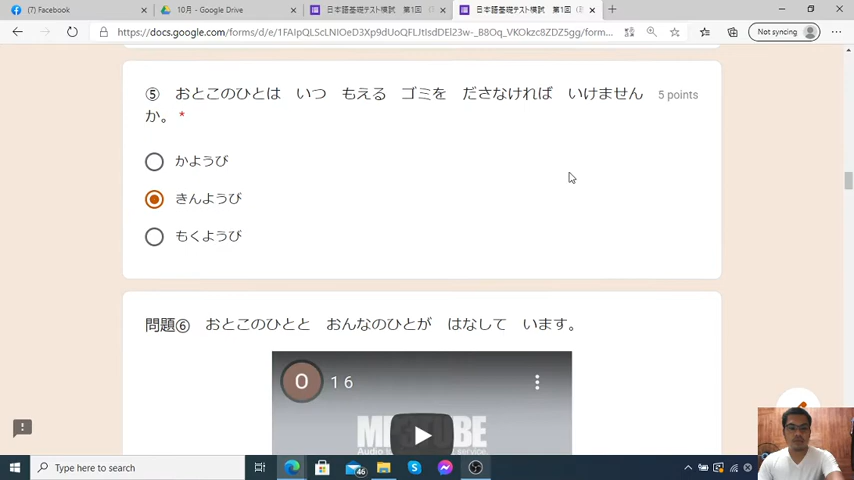 (7) Facebook
10月 - Google Drive
日本語基礎テスト模試　第1回
日本語基礎テスト模試　第1回
https://docs.google.com/forms/d/e/1FAIpQLScLNIOeD3Xp9dUoQFLJtIsdDEl23w-_B8Oq_VKOkzc8ZDZ5gg/form...
Not syncing
⑤　おとこのひとは　いつ　もえる　ゴミを　ださなければ　いけません
か。 *
5 points
かようび
きんようび
もくようび
問題⑥　おとこのひとと　おんなのひとが　はなして　います。
O
1 6
Type here to search
46